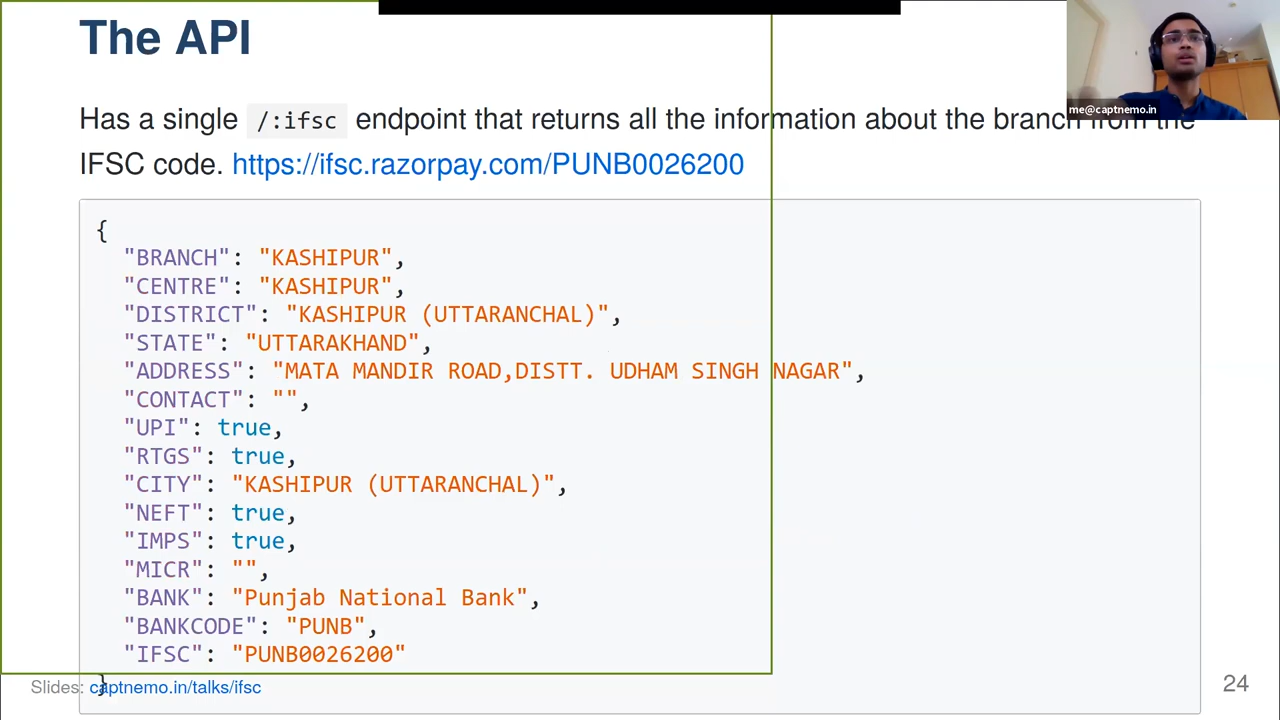 The API
me@captnemo.in
Has a single /:ifsc endpoint that returns all the information about the branch from the
IFSC code. https://ifsc.razorpay.com/PUNB0026200
{
"BRANCH": "KASHIPUR",
"CENTRE": "KASHIPUR",
"DISTRICT": "KASHIPUR (UTTARANCHAL)",
"STATE": "UTTARAKHAND",
"ADDRESS": "MATA MANDIR ROAD,DISTT. UDHAM SINGH NAGAR",
"CONTACT": "",
"UPI": true,
"RTGS": true,
"CITY": "KASHIPUR (UTTARANCHAL)",
"NEFT": true,
"IMPS": true,
"MICR": "",
"BANK": "Punjab National Bank",
"BANKCODE": "PUNB",
"IFSC": "PUNB0026200"
}
Slides: captnemo.in/talks/ifsc
24